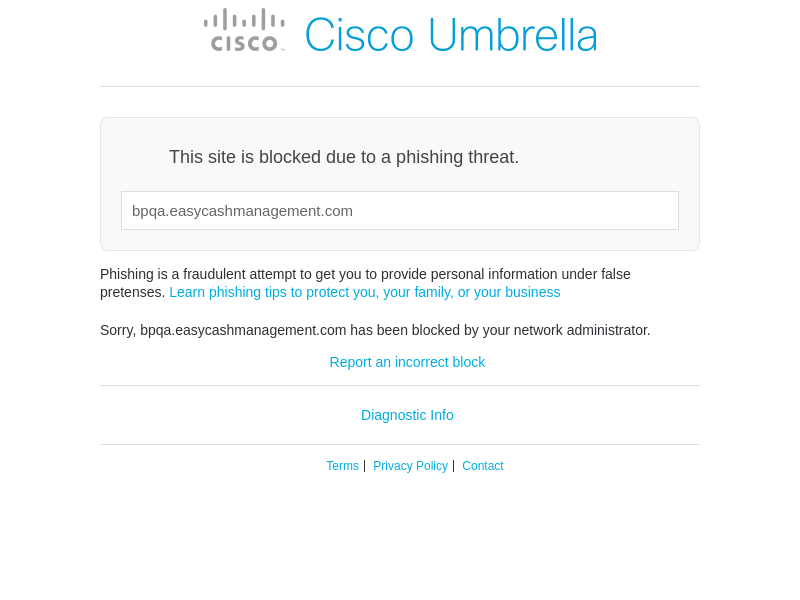 CISCO Cisco Umbrella
This site is blocked due to a phishing threat.
bpqa.easycashmanagement.com
Phishing is a fraudulent attempt to get you to provide personal information under false
pretenses. Learn phishing tips to protect you, your family, or your business
Sorry, bpqa.easycashmanagement.com has been blocked by your network administrator.
Report an incorrect block
Diagnostic Info
Terms | Privacy Policy | Contact